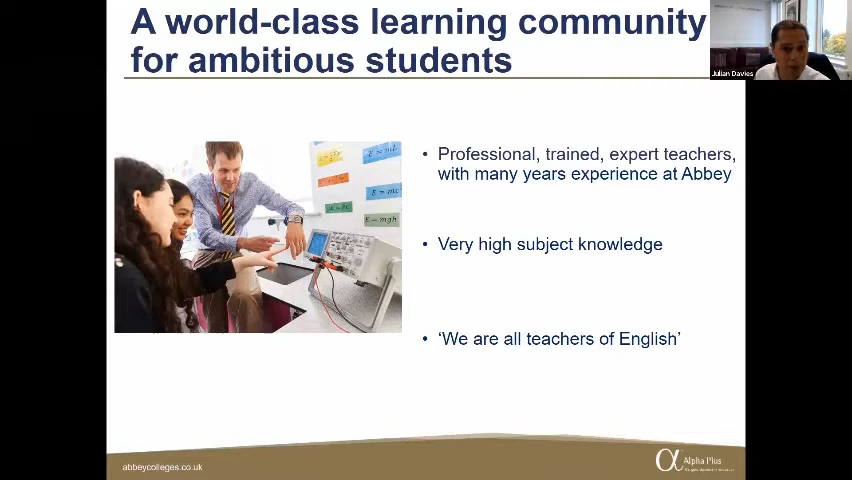 A world-class learning community
for ambitious students
Julian Davies
• Professional, trained, expert teachers,
with many years experience at Abbey
• Very high subject knowledge
• 'We are all teachers of English'
E = mc
E = mgh
abbeycolleges.co.uk
α Alpha Plus